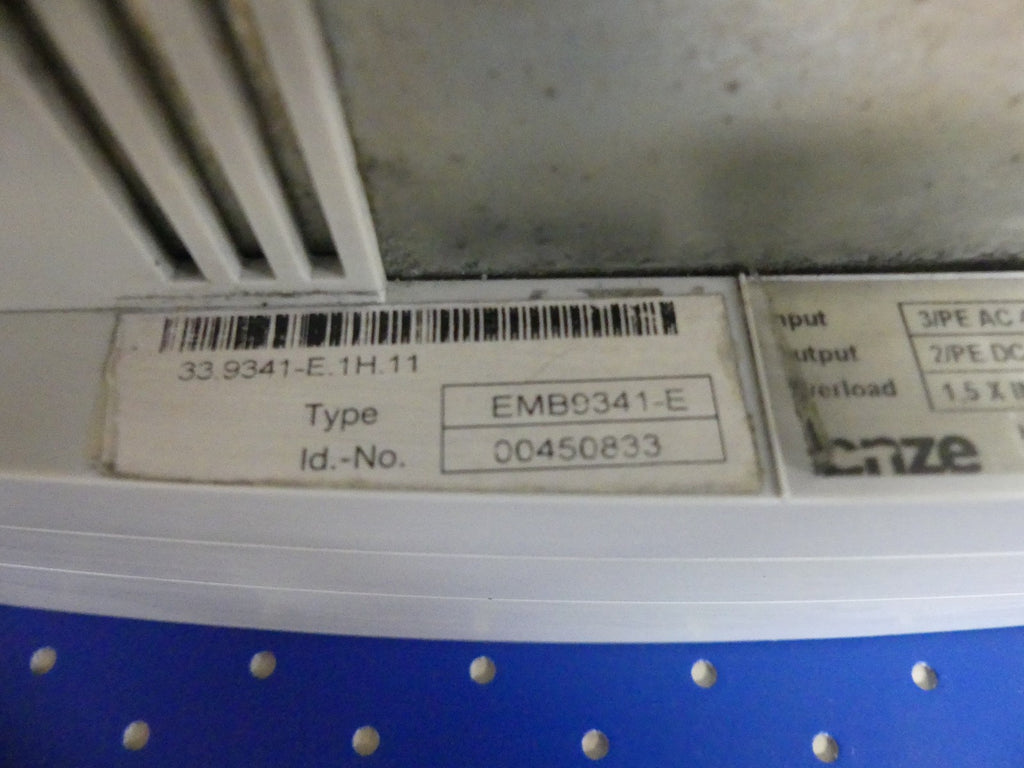 33.9341-E.1H.11
Type EMB9341-E
Id.-No. 00450833
nput 3/PE AC
utput 2/PE DC
erload 1.5 X
enze